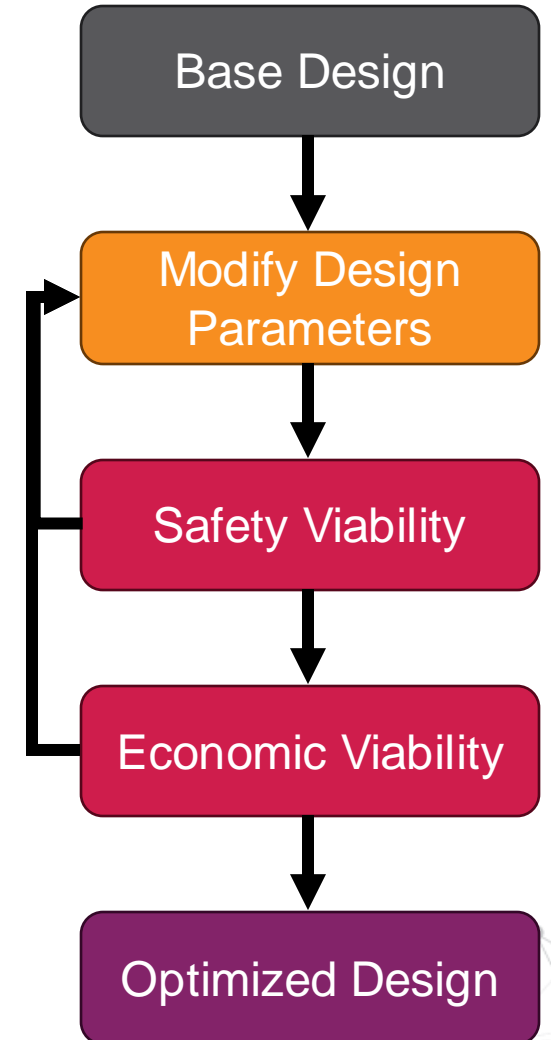 Base Design
Modify Design
Parameters
Safety Viability
Economic Viability
Optimized Design